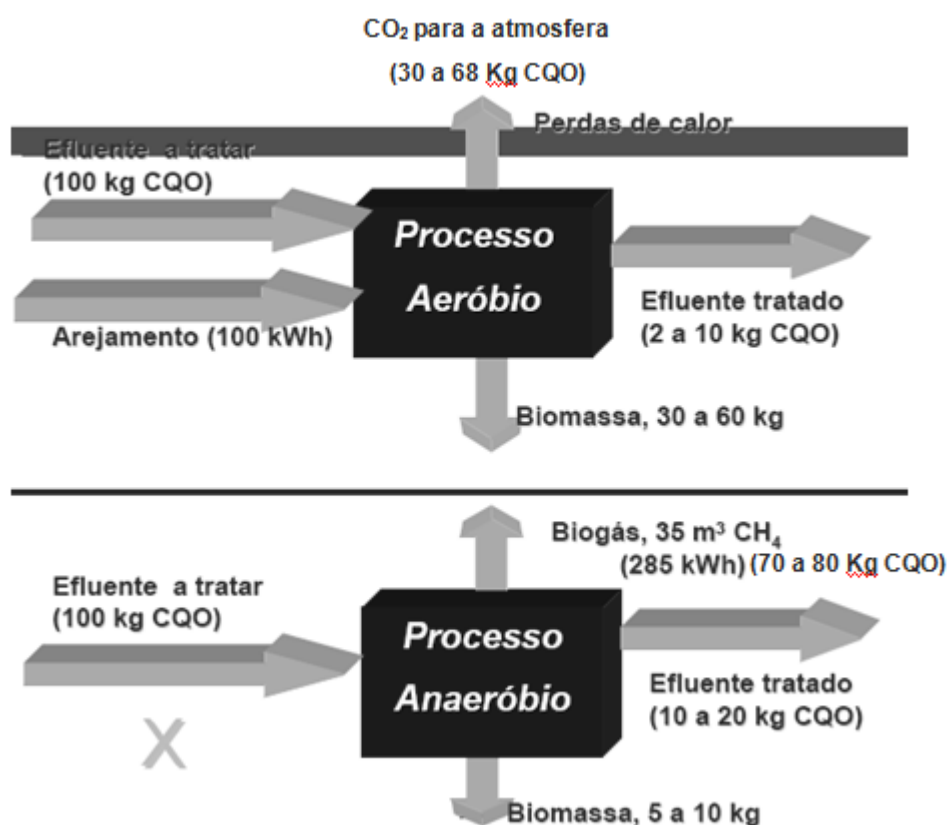 CO₂ para a atmosfera
(30 a 68 Kg CQO)
Perdas de calor
Efluente a tratar
(100 kg CQO)
Processo
Aeróbio
Arejamento (100 kWh)
Efluente tratado
(2 a 10 kg CQO)
Biomassa, 30 a 60 kg
Biogás, 35 m³ CH₄
(285 kWh) (70 a 80 Kg CQO)
Efluente a tratar
(100 kg CQO)
Processo
Anaeróbio
Efluente tratado
(10 a 20 kg CQO)
X
Biomassa, 5 a 10 kg